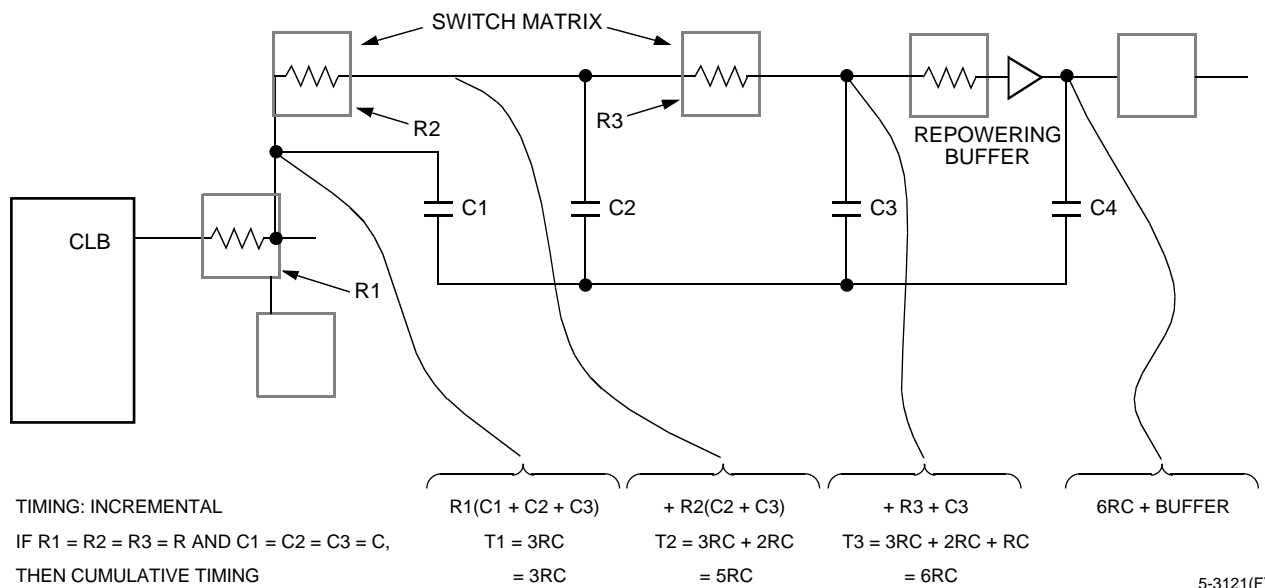 SWITCH MATRIX
R2
R3
REPOWERING
BUFFER
CLB
C1
C2
C3
C4
R1
TIMING: INCREMENTAL
R1(C1 + C2 + C3)
+ R2(C2 + C3)
+ R3 + C3
6RC + BUFFER
IF R1 = R2 = R3 = R AND C1 = C2 = C3 = C,
T1 = 3RC
T2 = 3RC + 2RC
T3 = 3RC + 2RC + RC
THEN CUMULATIVE TIMING
= 3RC
= 5RC
= 6RC